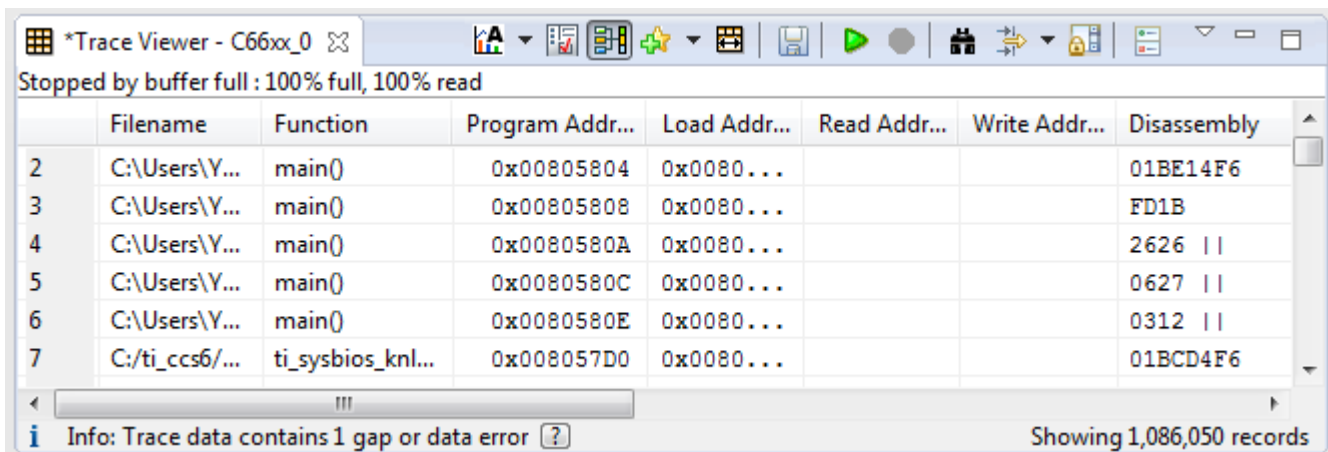 *Trace Viewer - C66xx_0
Stopped by buffer full : 100% full, 100% read
Filename Function Program Addr... Load Addr... Read Addr... Write Addr... Disassembly
2 C:\Users\Y... main() 0x00805804 0x0080... 01BE14F6
3 C:\Users\Y... main() 0x00805808 0x0080... FD1B
4 C:\Users\Y... main() 0x0080580A 0x0080... 2626 ||
5 C:\Users\Y... main() 0x0080580C 0x0080... 0627 ||
6 C:\Users\Y... main() 0x0080580E 0x0080... 0312 ||
7 C:/ti_ccs6/... ti_sysbios_knl... 0x008057D0 0x0080... 01BCD4F6
i Info: Trace data contains 1 gap or data error ? Showing 1,086,050 records